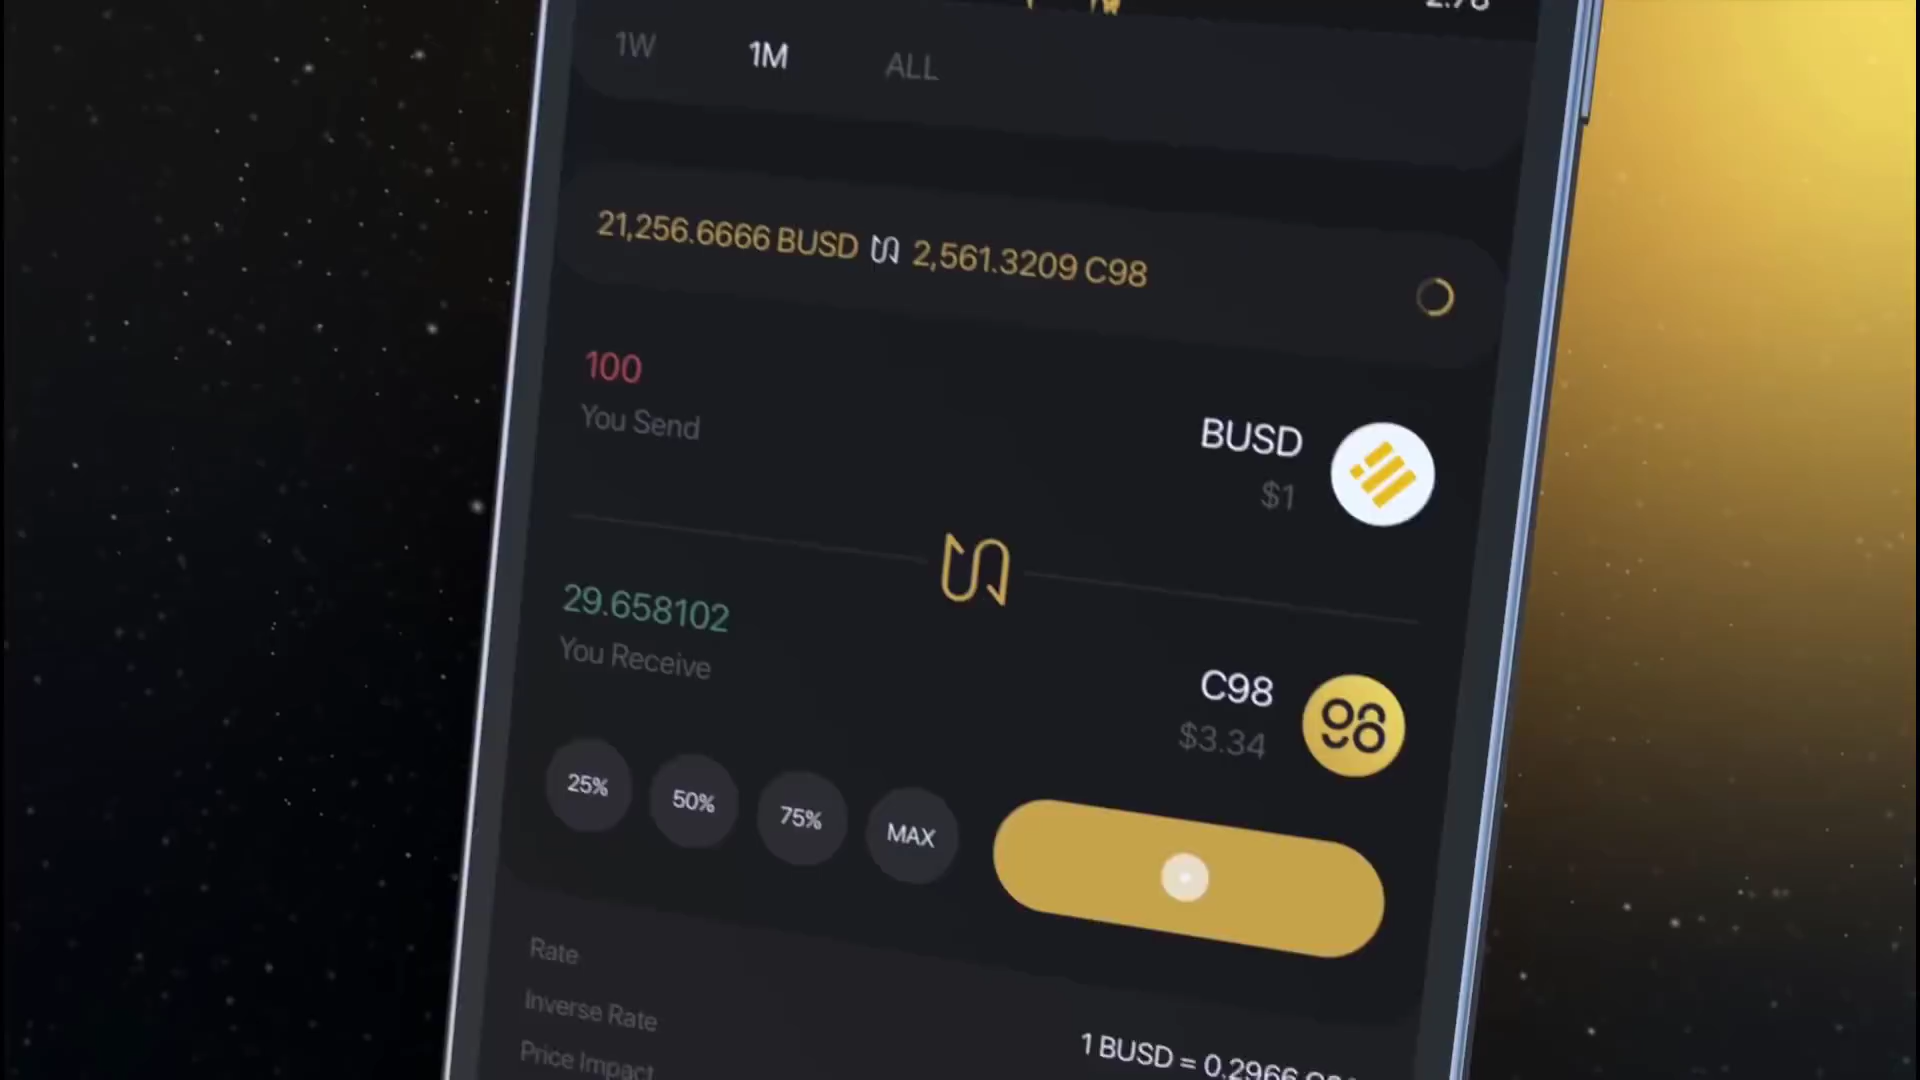 1W 1M ALL
21,256.6666 BUSD 2,561.3209 C98
100
You Send
BUSD
$1
29.658102
You Receive
C98
$3.34
25% 50% 75% MAX
Rate
1 BUSD = 0.2966
Inverse Rate
Price Impact